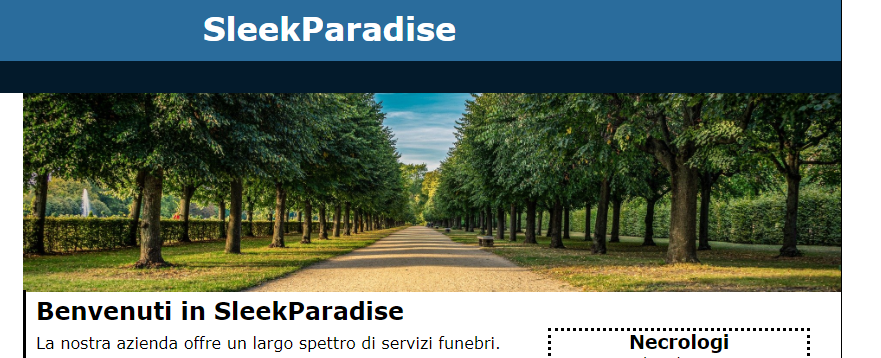 SleekParadise
Benvenuti in SleekParadise
La nostra azienda offre un largo spettro di servizi funebri.
Necrologi